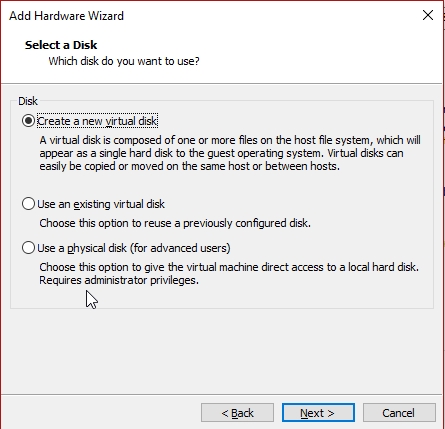 Add Hardware Wizard
Select a Disk
Which disk do you want to use?
Disk
Create a new virtual disk
A virtual disk is composed of one or more files on the host file system, which will
appear as a single hard disk to the guest operating system. Virtual disks can
easily be copied or moved on the same host or between hosts.
Use an existing virtual disk
Choose this option to reuse a previously configured disk.
Use a physical disk (for advanced users)
Choose this option to give the virtual machine direct access to a local hard disk.
Requires administrator privileges.
< Back Next > Cancel